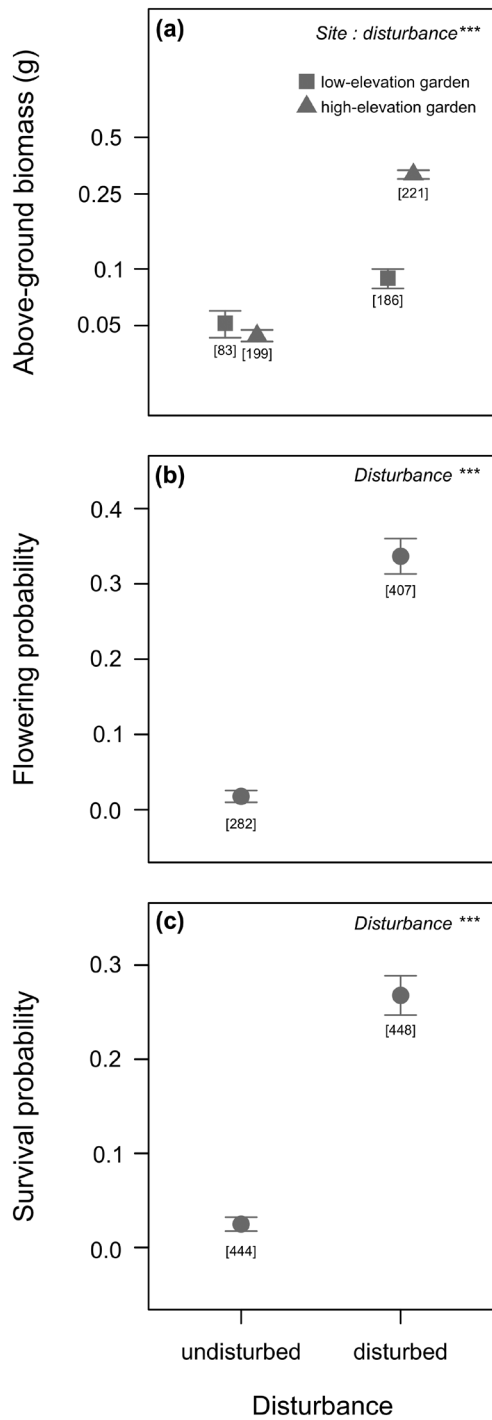 (a)
Site : disturbance***
low-elevation garden
high-elevation garden
Above-ground biomass (g)
0.5
0.25
0.1
0.05
[221]
[186]
[83]
[199]
(b)
Disturbance ***
Flowering probability
0.4
0.3
0.2
0.1
0.0
[407]
[282]
(c)
Disturbance ***
Survival probability
0.3
0.2
0.1
0.0
[448]
[444]
undisturbed
disturbed
Disturbance